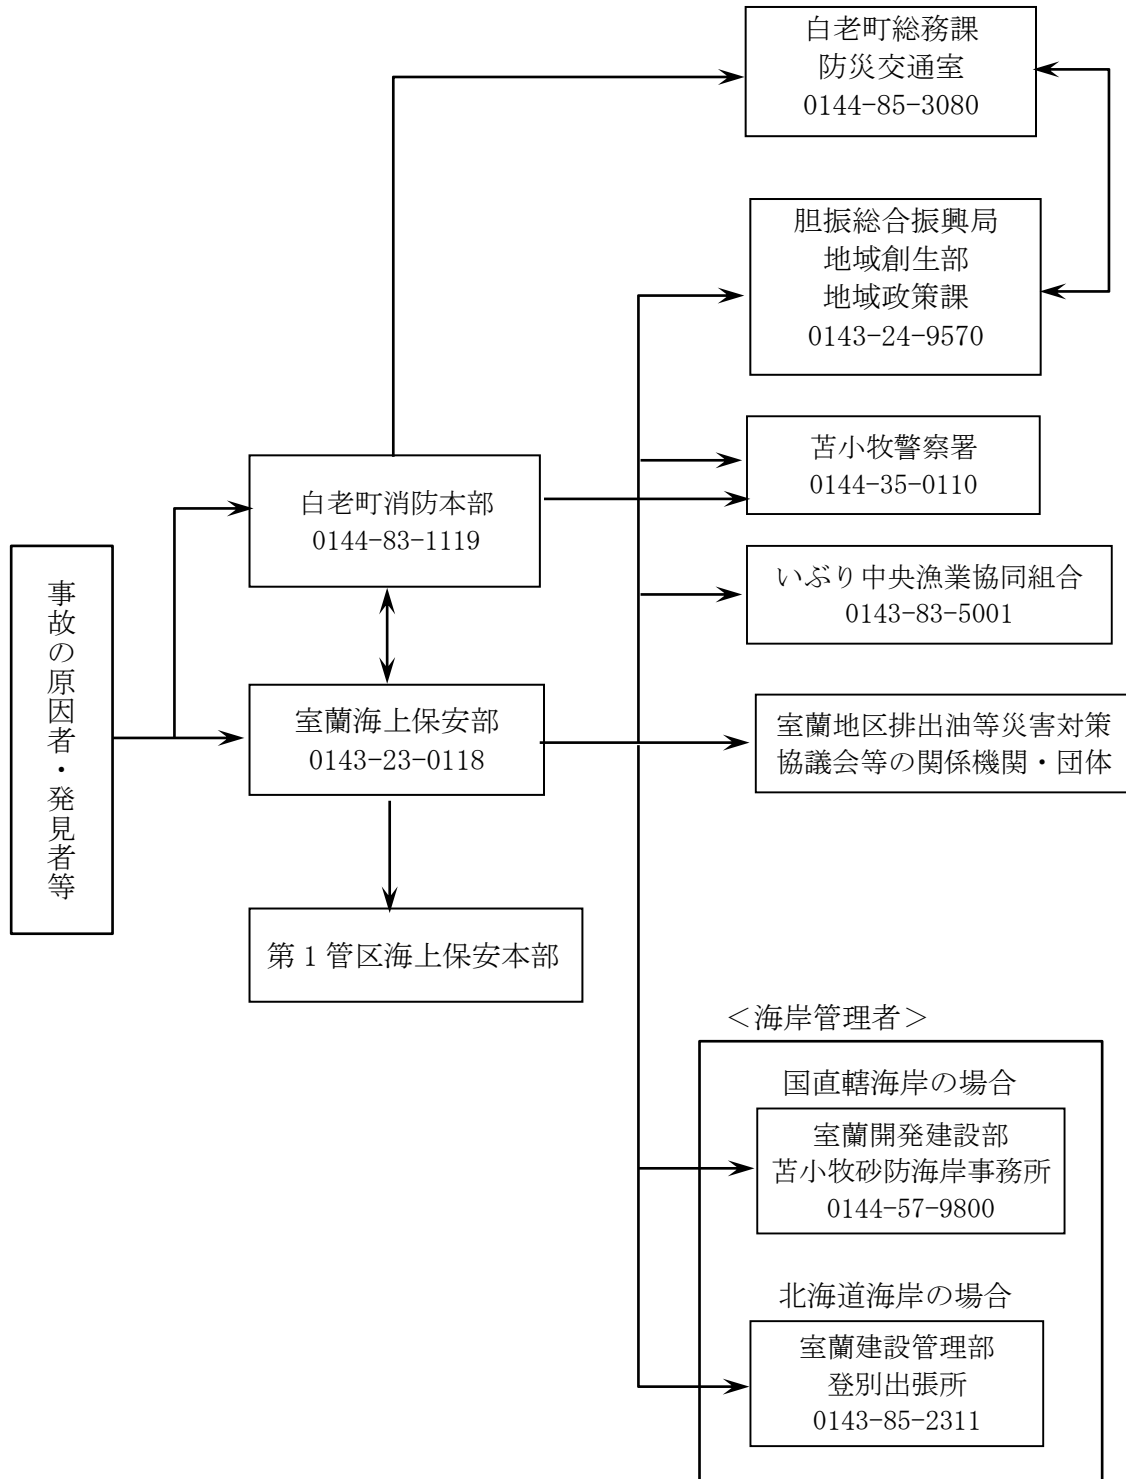 白老町総務課
防災交通室
0144-85-3080
胆振総合振興局
地域創生部
地域政策課
0143-24-9570
苫小牧警察署
0144-35-0110
白老町消防本部
0144-83-1119
いぶり中央漁業協同組合
0143-83-5001
事故の原因者・発見者等
室蘭海上保安部
0143-23-0118
室蘭地区排出油等災害対策
協議会等の関係機関・団体
第1管区海上保安本部
＜海岸管理者＞
国直轄海岸の場合
室蘭開発建設部
苫小牧砂防海岸事務所
0144-57-9800
北海道海岸の場合
室蘭建設管理部
登別出張所
0143-85-2311